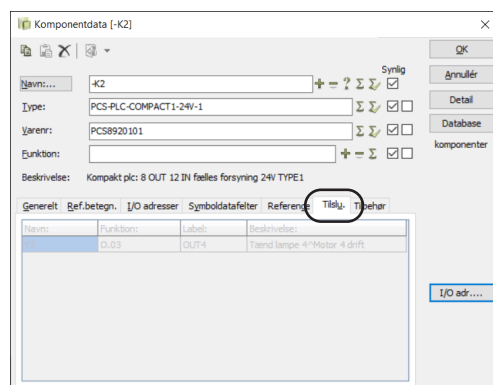 Komponentdata [-K2]
OK
Synlig
Navn:...
-K2
Annullér
Type:
PCS-PLC-COMPACT1-24V-1
Detail
Varenr:
PCS8920101
Database
Funktion:
komponenter
Beskrivelse: Kompakt plc: 8 OUT 12 IN fælles forsyning 24V TYPE1
Generelt Ref.betegn. I/O adresser Symboldatafelter Reference Tilslu. Tilbehør
Navn: Funktion: Label: Beskrivelse:
O.03 OUT4 Tænd lampe 4^Motor 4 drift
I/O adr....